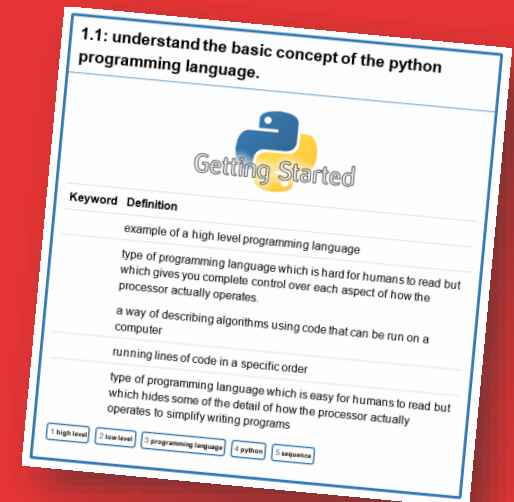 1.1: understand the basic concept of the python
programming language.
Getting Started
Keyword Definition
example of a high level programming language
type of programming language which is hard for humans to read but
which gives you complete control over each aspect of how the
processor actually operates.
a way of describing algorithms using code that can be run on a
computer
running lines of code in a specific order
type of programming language which is easy for humans to read but
which hides some of the detail of how the processor actually
operates to simplify writing programs
1 high level 2 low level 3 programming language 4 python 5 sequence